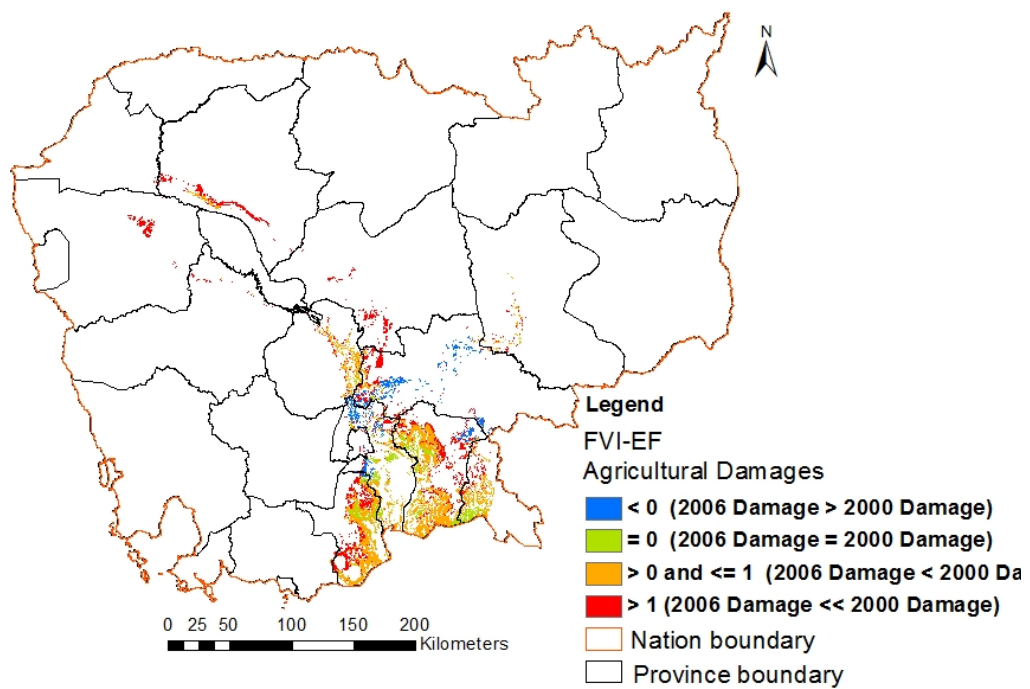 N
Legend
FVI-EF
Agricultural Damages
< 0 (2006 Damage > 2000 Damage)
= 0 (2006 Damage = 2000 Damage)
> 0 and <= 1 (2006 Damage < 2000 Da
> 1 (2006 Damage << 2000 Damage)
Nation boundary
Province boundary
0 25 50 100 150 200
Kilometers